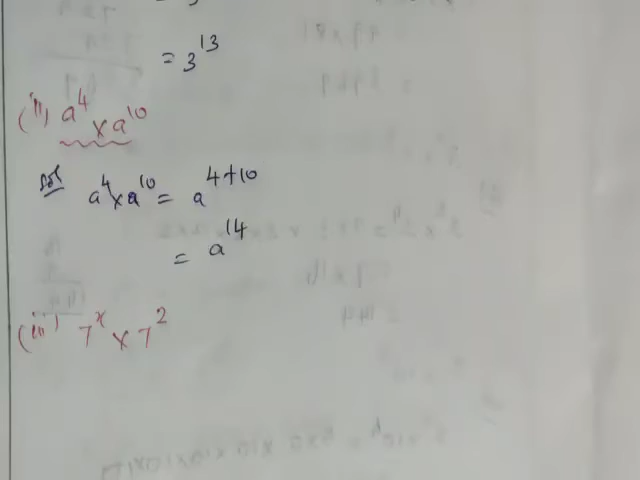 = 3^13
(ii) a^4 × a^10
Sol a^4 × a^10 = a^4+10
= a^14
(iii) 7^x × 7^2